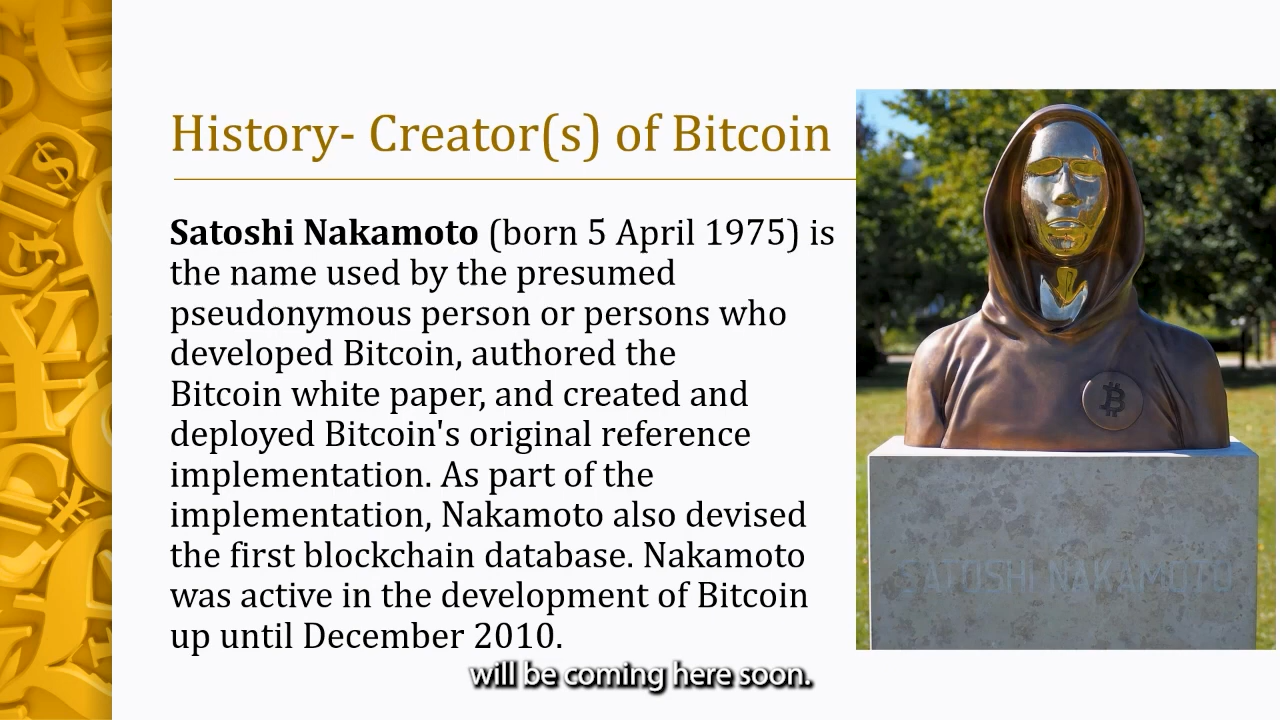 History- Creator(s) of Bitcoin
Satoshi Nakamoto (born 5 April 1975) is
the name used by the presumed
pseudonymous person or persons who
developed Bitcoin, authored the
Bitcoin white paper, and created and
deployed Bitcoin's original reference
implementation. As part of the
implementation, Nakamoto also devised
the first blockchain database. Nakamoto
was active in the development of Bitcoin
up until December 2010.
SATOSHI NAKAMOTO
will be coming here soon.